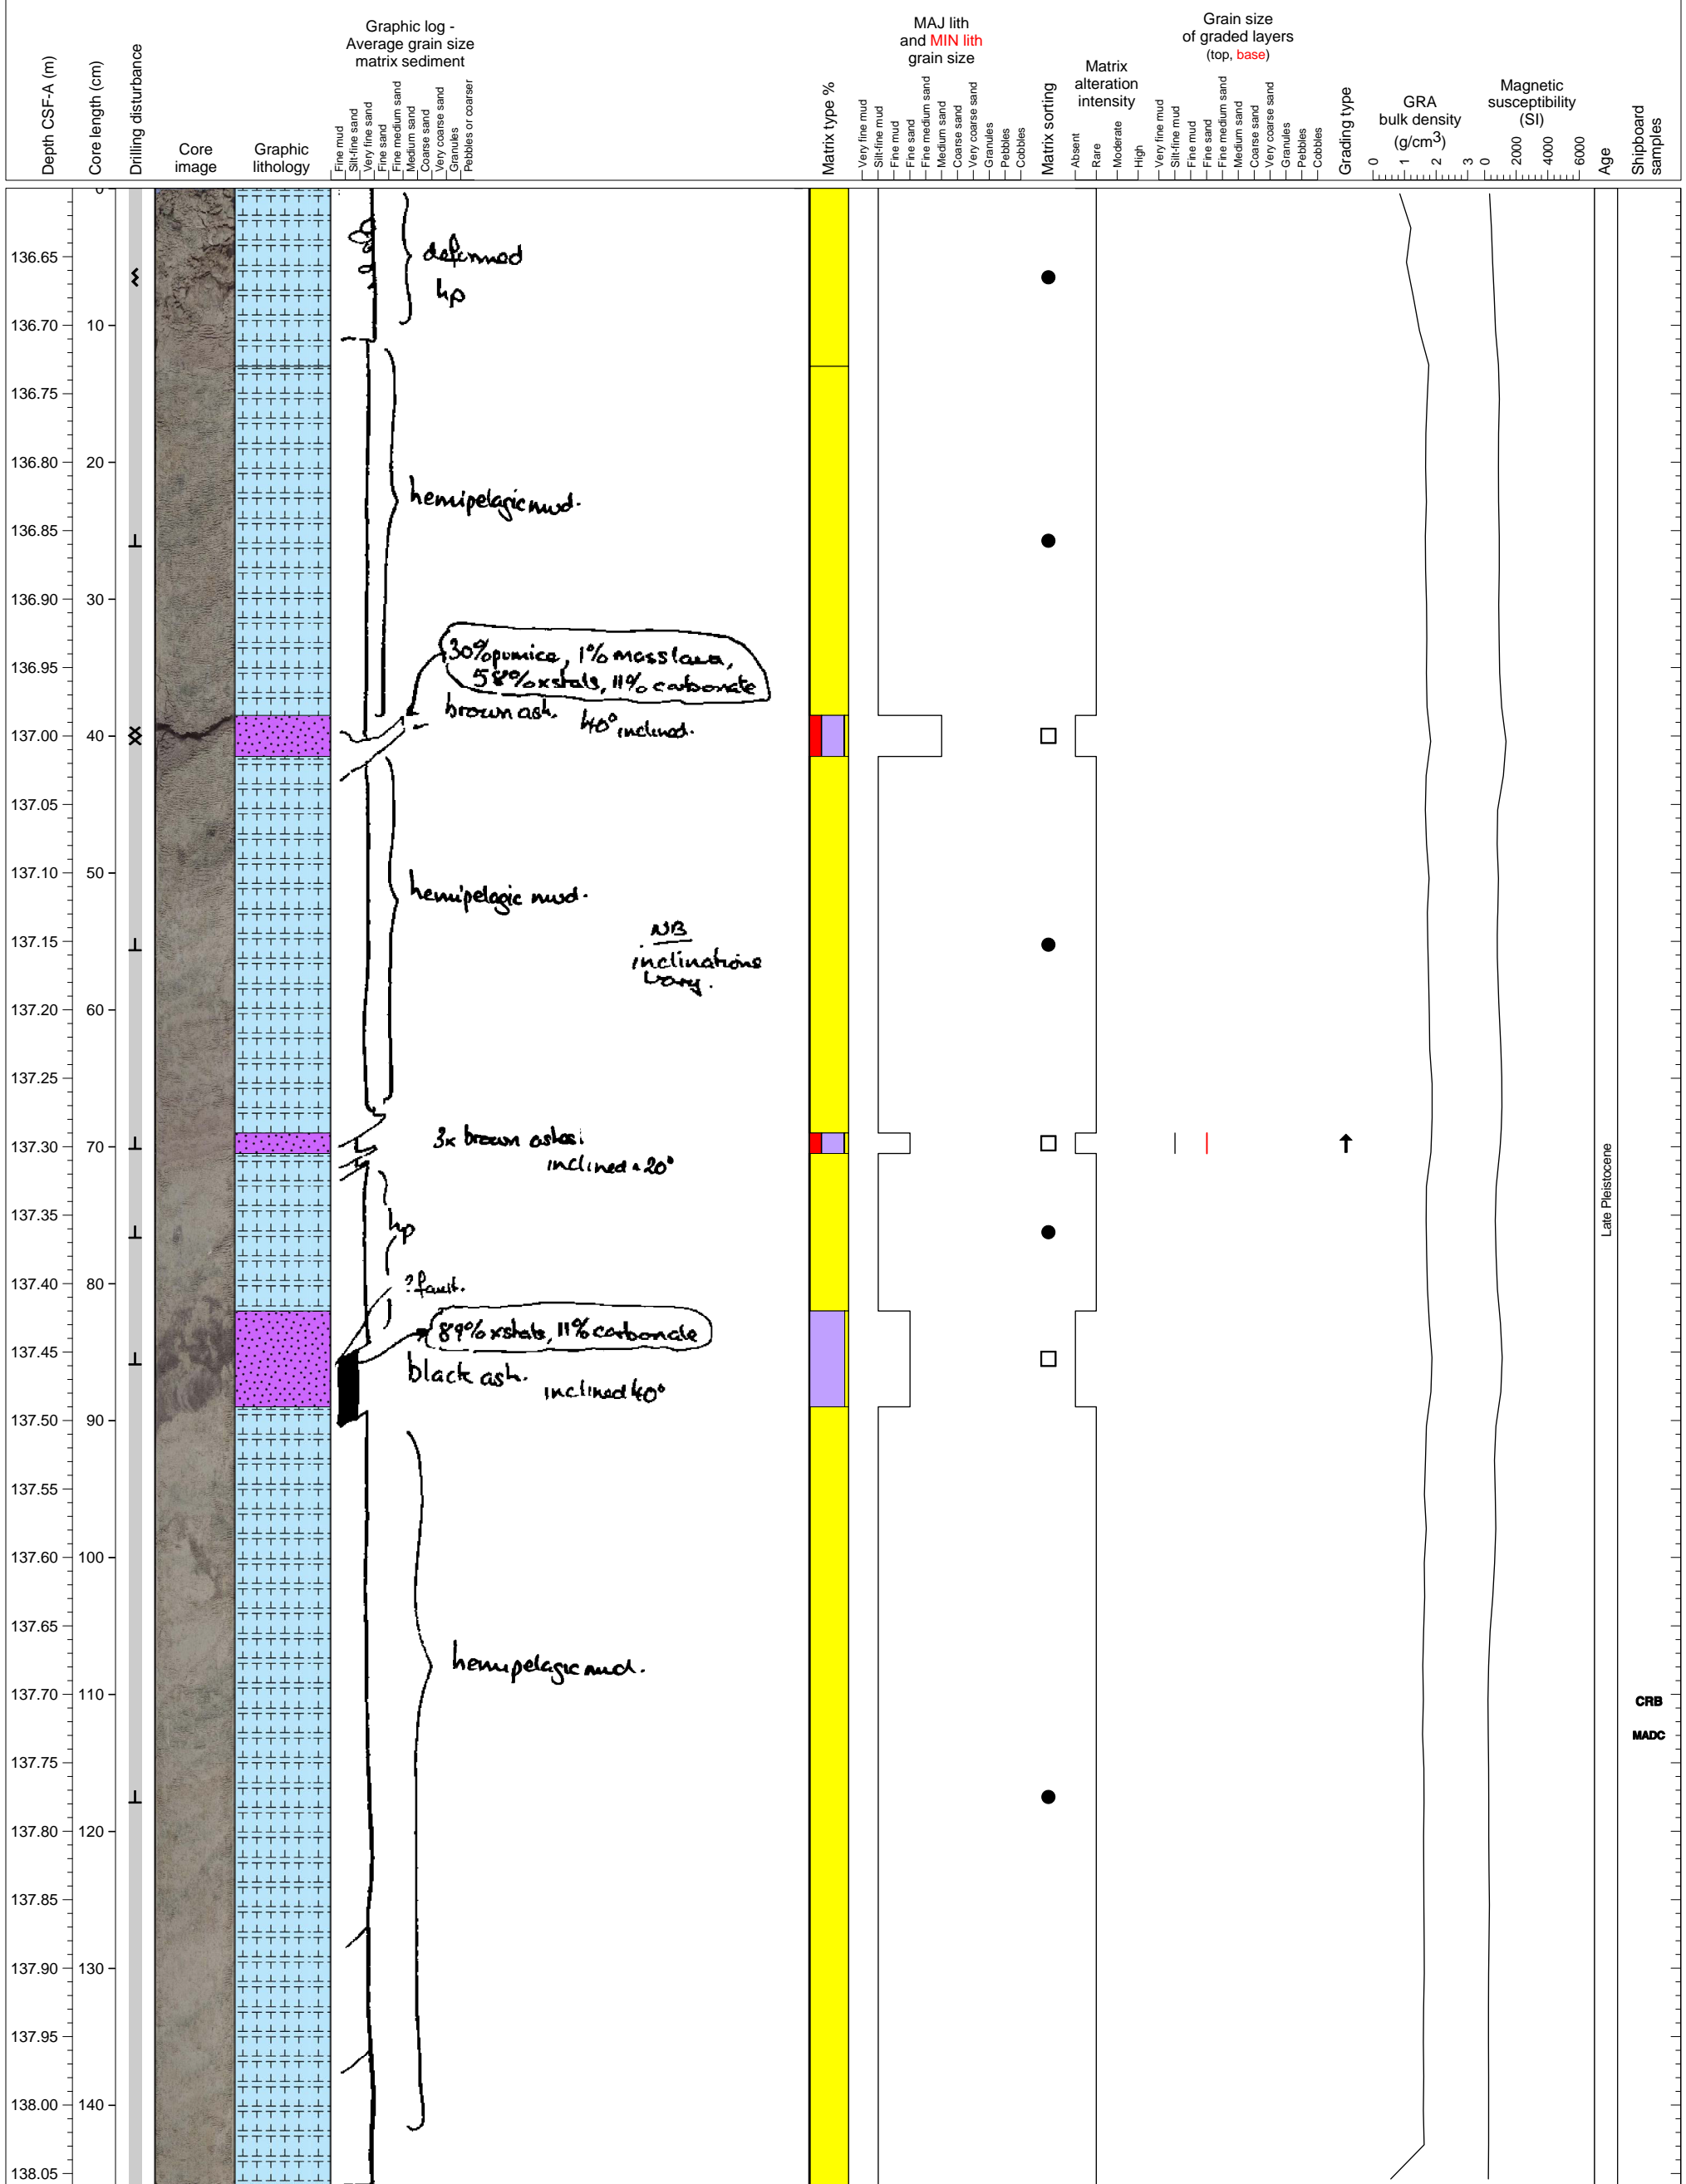 Depth CSF-A (m)
Core length (cm)
Drilling disturbance
Core
image
Graphic
lithology
Graphic log -
Average grain size
matrix sediment
Fine mud
Silt-fine sand
Very fine sand
Fine sand
Fine medium sand
Medium sand
Coarse sand
Very coarse sand
Granules
Pebbles or coarser
Matrix type %
MAJ lith
and MIN lith
grain size
Very fine mud
Silt-fine mud
Fine mud
Fine sand
Fine medium sand
Medium sand
Coarse sand
Very coarse sand
Granules
Pebbles
Cobbles
Matrix sorting
Matrix
alteration
intensity
Absent
Rare
Moderate
High
Grain size
of graded layers
(top, base)
Very fine mud
Silt-fine mud
Fine mud
Fine sand
Fine medium sand
Medium sand
Coarse sand
Very coarse sand
Granules
Pebbles
Cobbles
Grading type
GRA
bulk density
(g/cm3)
0 1 2 3
Magnetic
susceptibility
(SI)
0 2000 4000 6000
Age
Shipboard
samples
0
deformed
136.65
hp
136.70 10
136.75
136.80 20
hemipelagic mud.
136.85
136.90 30
30% pumice, 1% mass lava,
136.95
58% xstals, 11% carbonate
brown ash. 40° inclined.
137.00 40
137.05
137.10 50
hemipelagic mud.
NB
137.15
inclinations
vary.
137.20 60
137.25
3x brown ashes:
137.30 70
inclined ~20°
Late Pleistocene
137.35
hp
137.40 80
?fault.
89% xstals, 11% carbonate
137.45
black ash.
inclined 40°
137.50 90
137.55
137.60 100
137.65
hemipelagic mud.
137.70 110
CRB
MADC
137.75
137.80 120
137.85
137.90 130
137.95
138.00 140
138.05